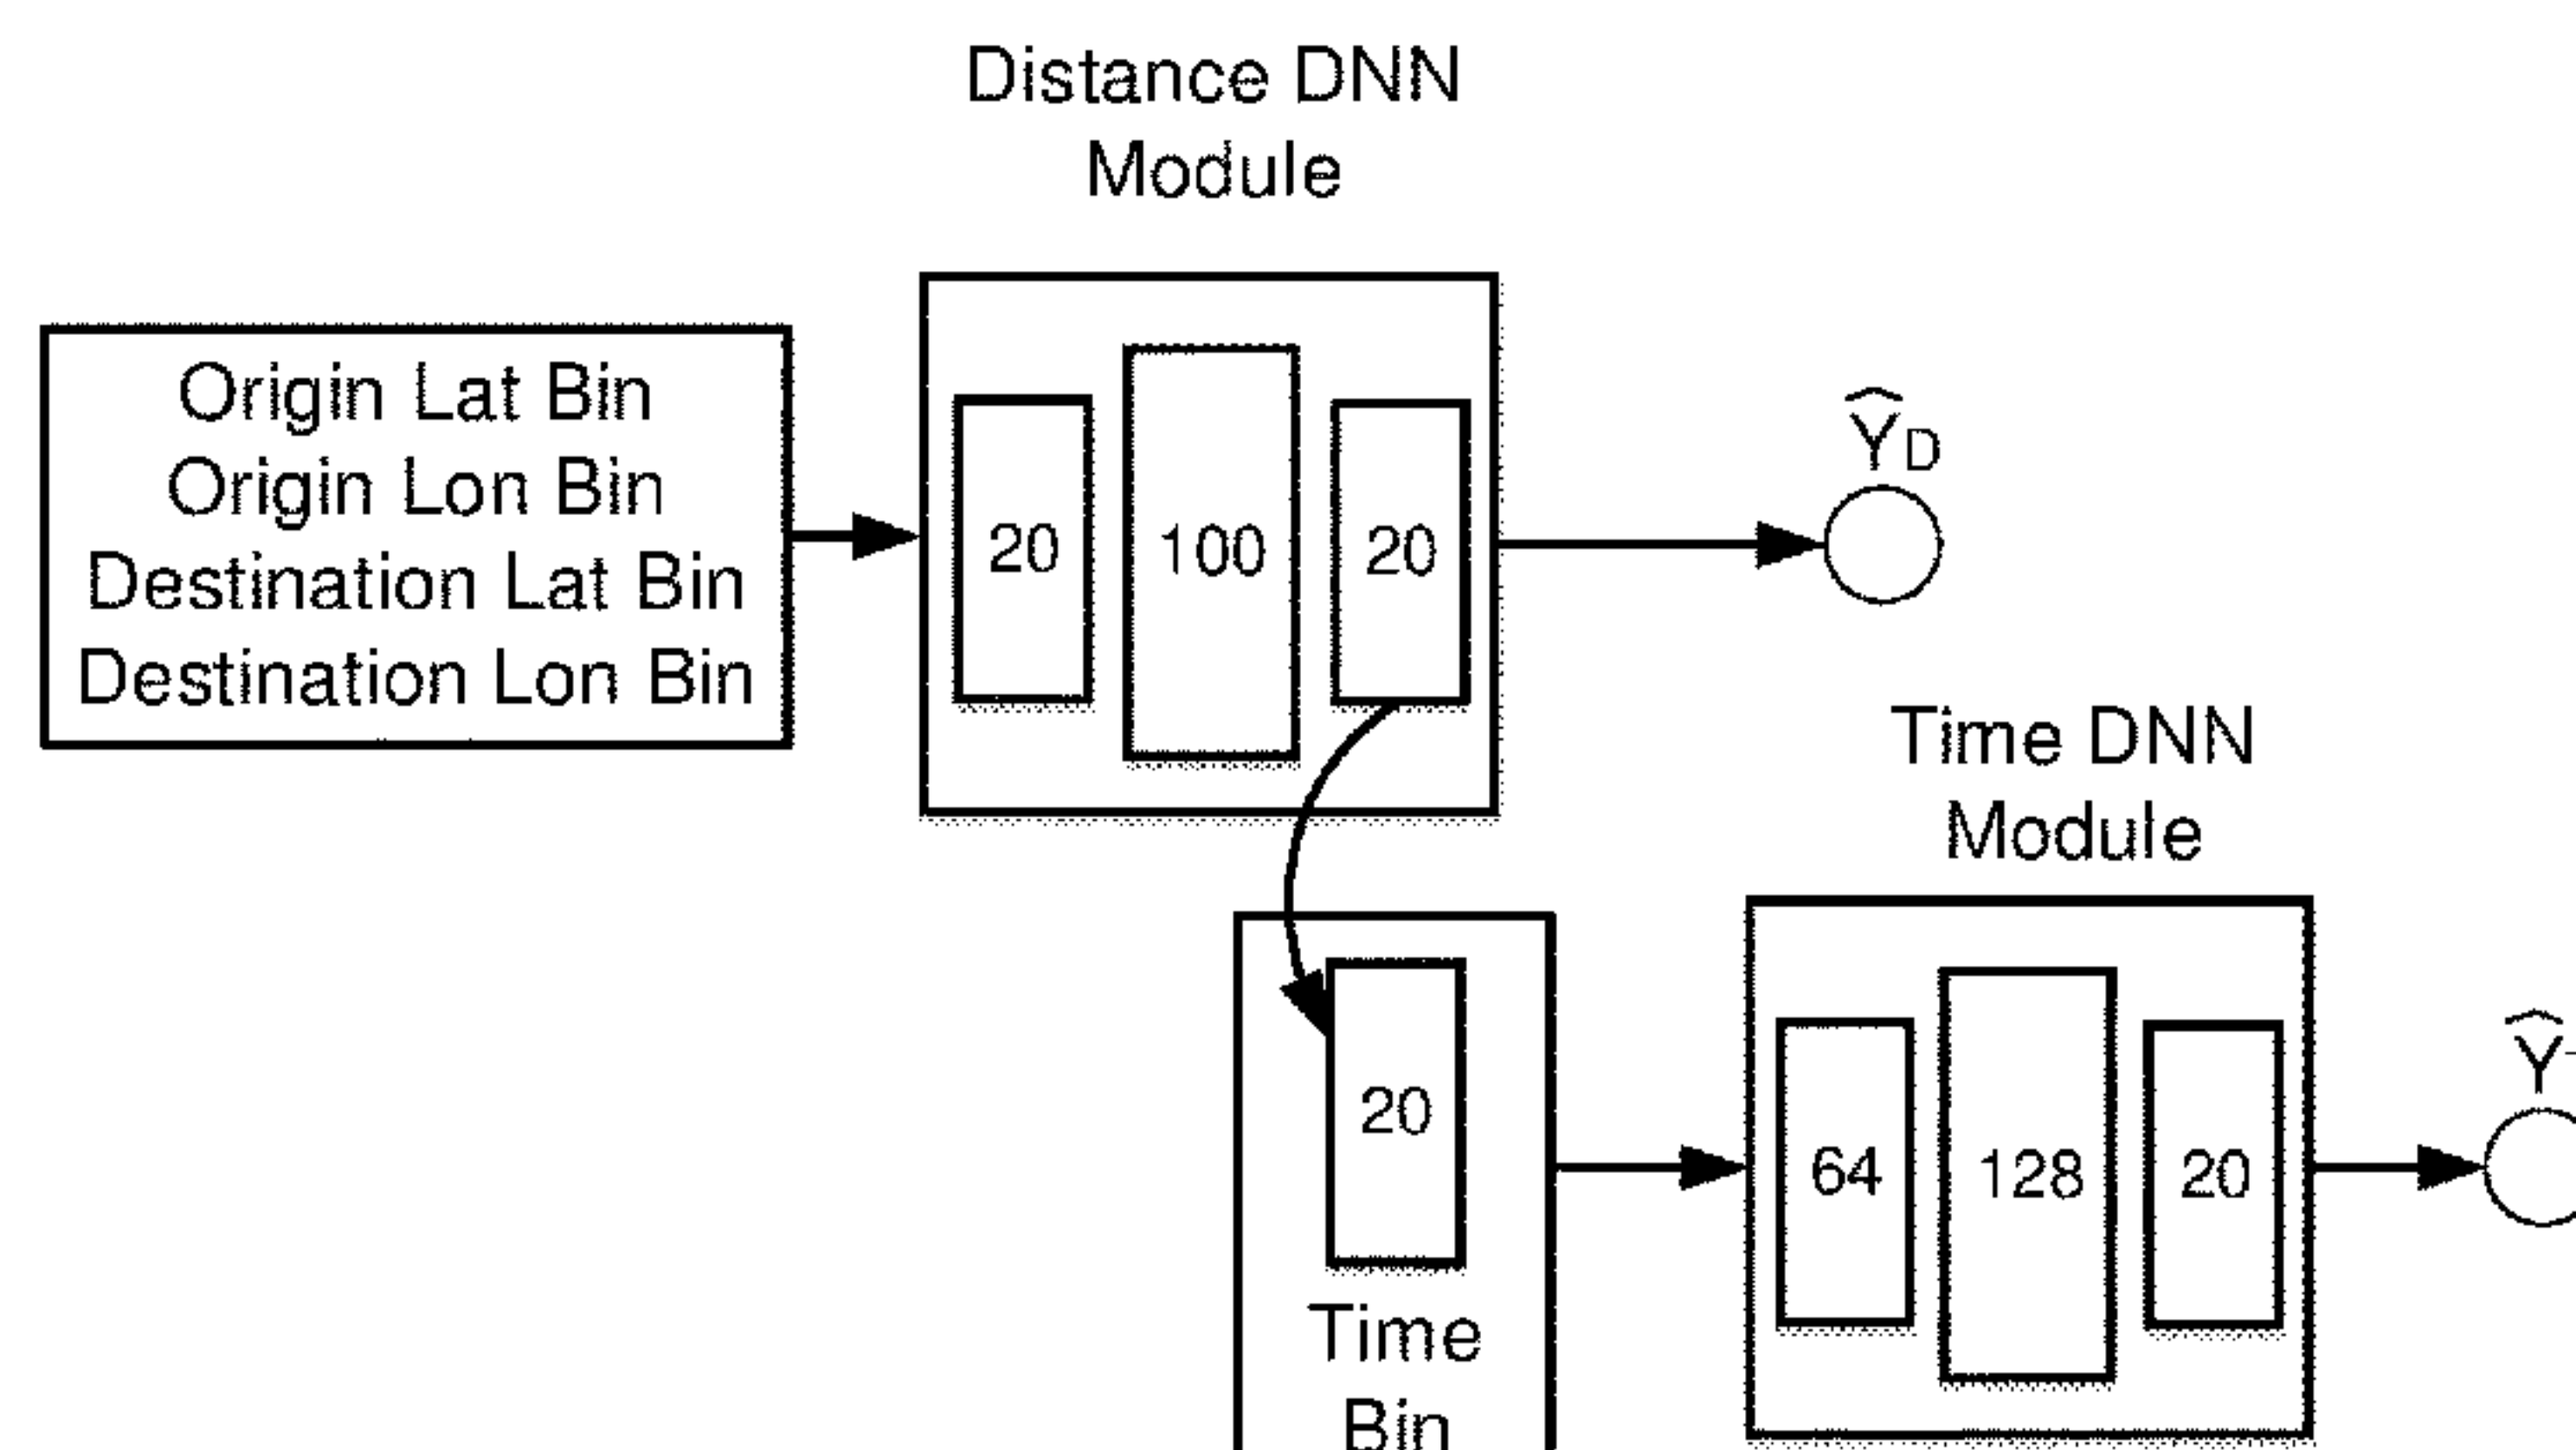 Distance DNN
Module
Origin Lat Bin
Origin Lon Bin
Destination Lat Bin
Destination Lon Bin
20
100
20
Ŷ_D
Time DNN
Module
20
Time
Bin
64
128
20
Ŷ